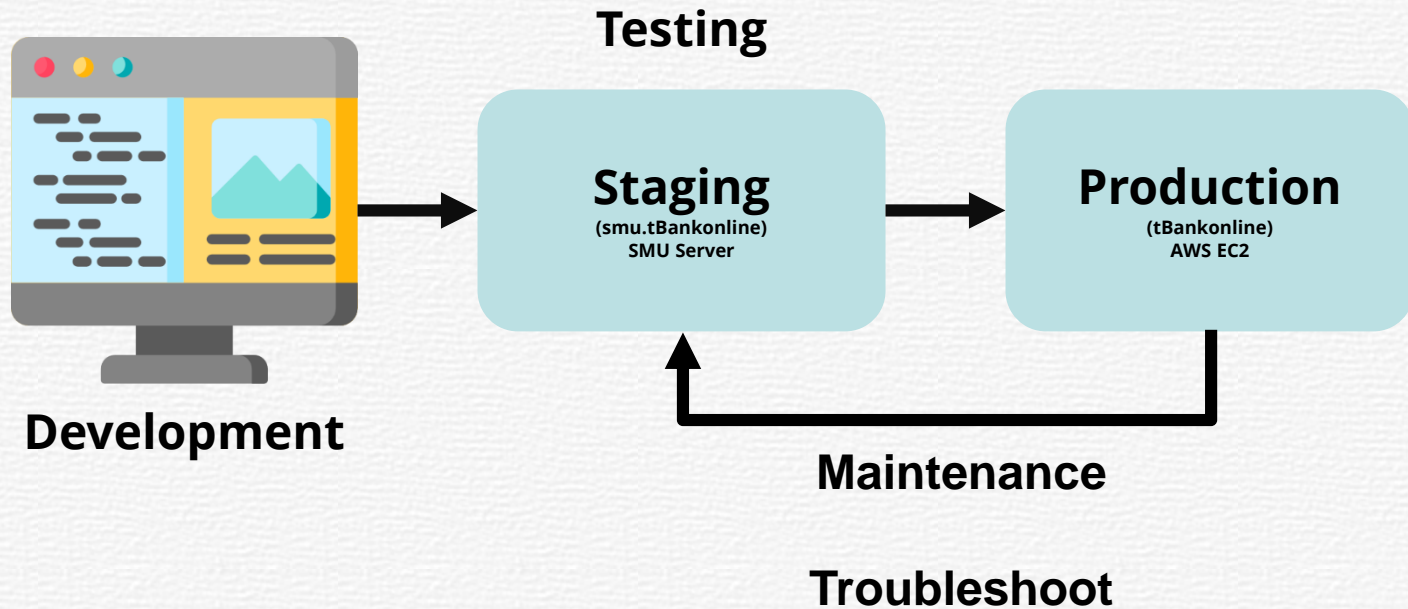 Testing
Staging
(smu.tBankonline)
SMU Server
Production
(tBankonline)
AWS EC2
Development
Maintenance
Troubleshoot